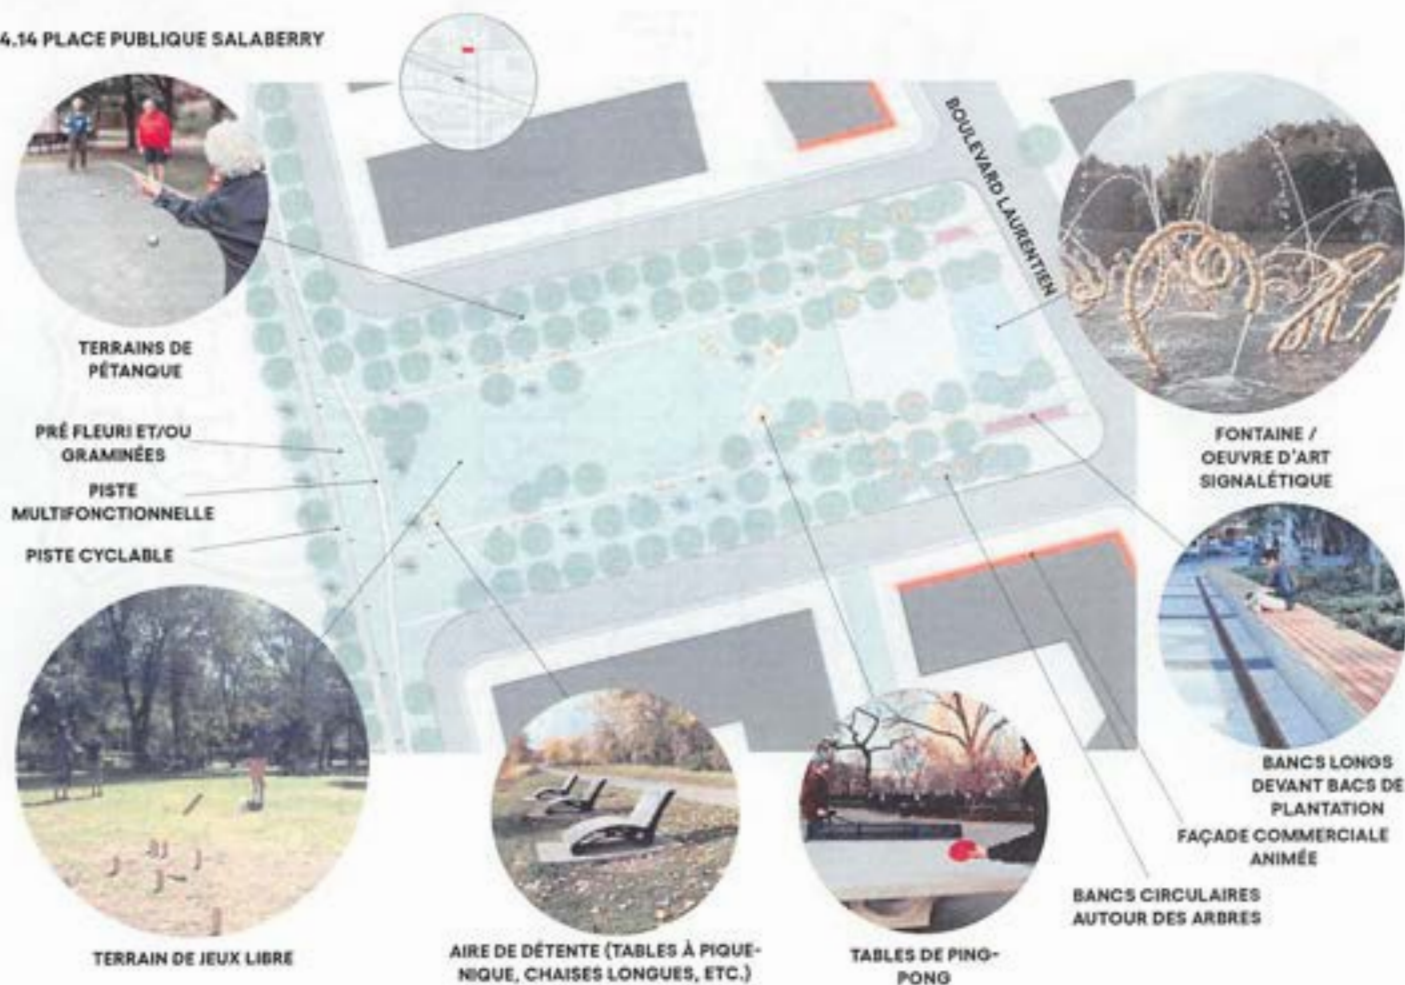 4.14 PLACE PUBLIQUE SALABERRY
BOULEVARD LAURENTIEN
TERRAINS DE
PÉTANQUE
PRÉ FLEURI ET/OU
GRAMINÉES
PISTE
MULTIFONCTIONNELLE
PISTE CYCLABLE
FONTAINE /
OEUVRE D'ART
SIGNALÉTIQUE
BANCS LONGS
DEVANT BACS DE
PLANTATION
FAÇADE COMMERCIALE
ANIMÉE
BANCS CIRCULAIRES
AUTOUR DES ARBRES
TERRAIN DE JEUX LIBRE
AIRE DE DÉTENTE (TABLES À PIQUE-
NIQUE, CHAISES LONGUES, ETC.)
TABLES DE PING-
PONG